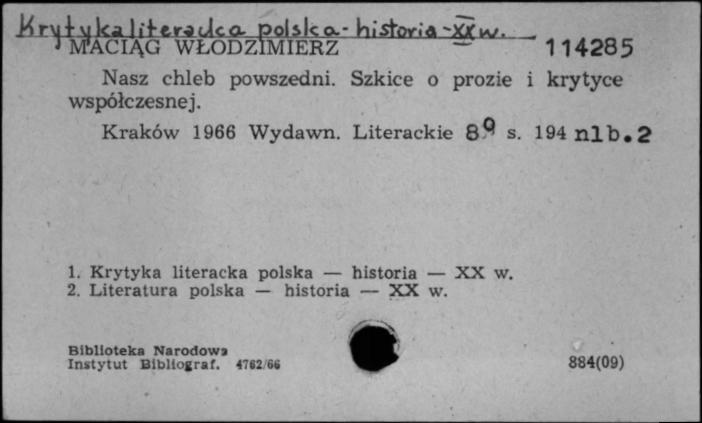 Krytyka literacka polska - historia - XX w.
MACIĄG WŁODZIMIERZ 114285
Nasz chleb powszedni. Szkice o prozie i krytyce
współczesnej.
Kraków 1966 Wydawn. Literackie 8° s. 194 nlb.2
1. Krytyka literacka polska — historia — XX w.
2. Literatura polska — historia — XX w.
Biblioteka Narodowa
Instytut Bibliograf. 4762/66 884(09)